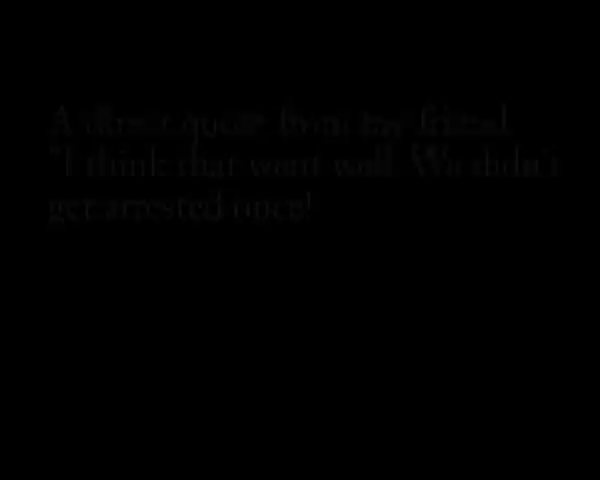 A direct quote from my friend
"I think that went well. We didn't
get arrested once!